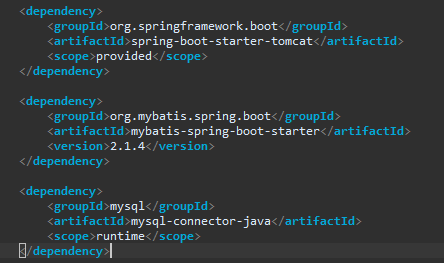 <dependency>
<groupId>org.springframework.boot</groupId>
<artifactId>spring-boot-starter-tomcat</artifactId>
<scope>provided</scope>
</dependency>
<dependency>
<groupId>org.mybatis.spring.boot</groupId>
<artifactId>mybatis-spring-boot-starter</artifactId>
<version>2.1.4</version>
</dependency>
<dependency>
<groupId>mysql</groupId>
<artifactId>mysql-connector-java</artifactId>
<scope>runtime</scope>
</dependency>